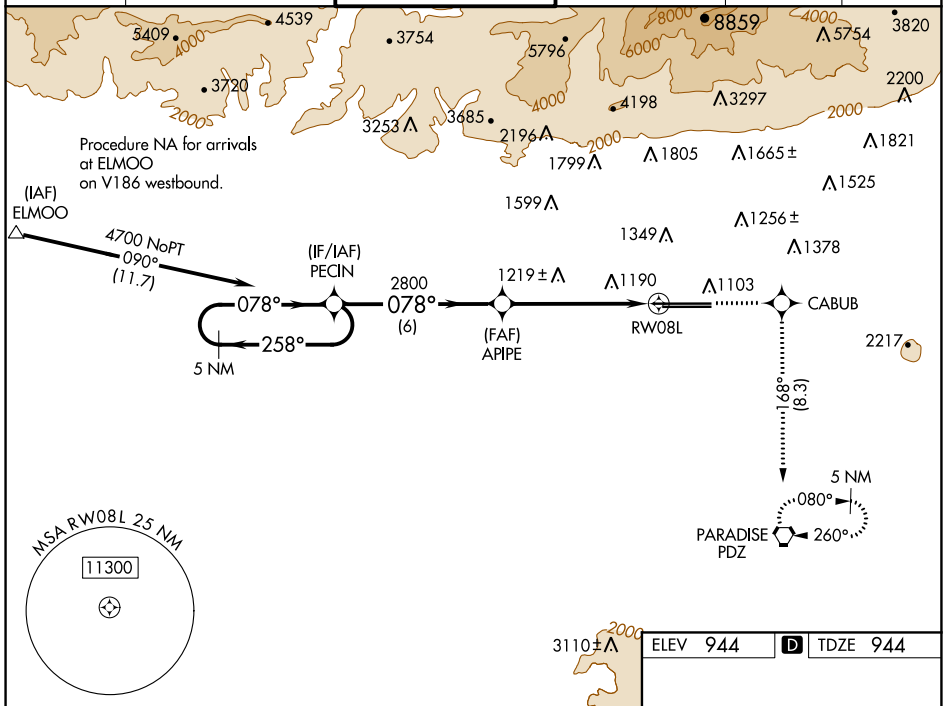 4539
8000
8859
4000
3820
5409
4000
3754
5796
6000
5754
3720
2200
2000
4000
4198
3297
2000
3253
3685
2196
2000
1821
Procedure NA for arrivals
at ELMOO
on V186 westbound.
1799
1805
1665 ±
1525
(IAF)
ELMOO
1599
1256 ±
4700 NoPT
090°
(11.7)
(IF/IAF)
PECIN
1349
1378
2800
078°
078°
(6)
1219 ±
1190
1103
CABUB
RW08L
(FAF)
APIPE
258°
5 NM
2217
168°
(8.3)
5 NM
080°
PARADISE
PDZ
260°
MSA RW08L 25 NM
11300
2000
3110 ±
ELEV 944 D TDZE 944